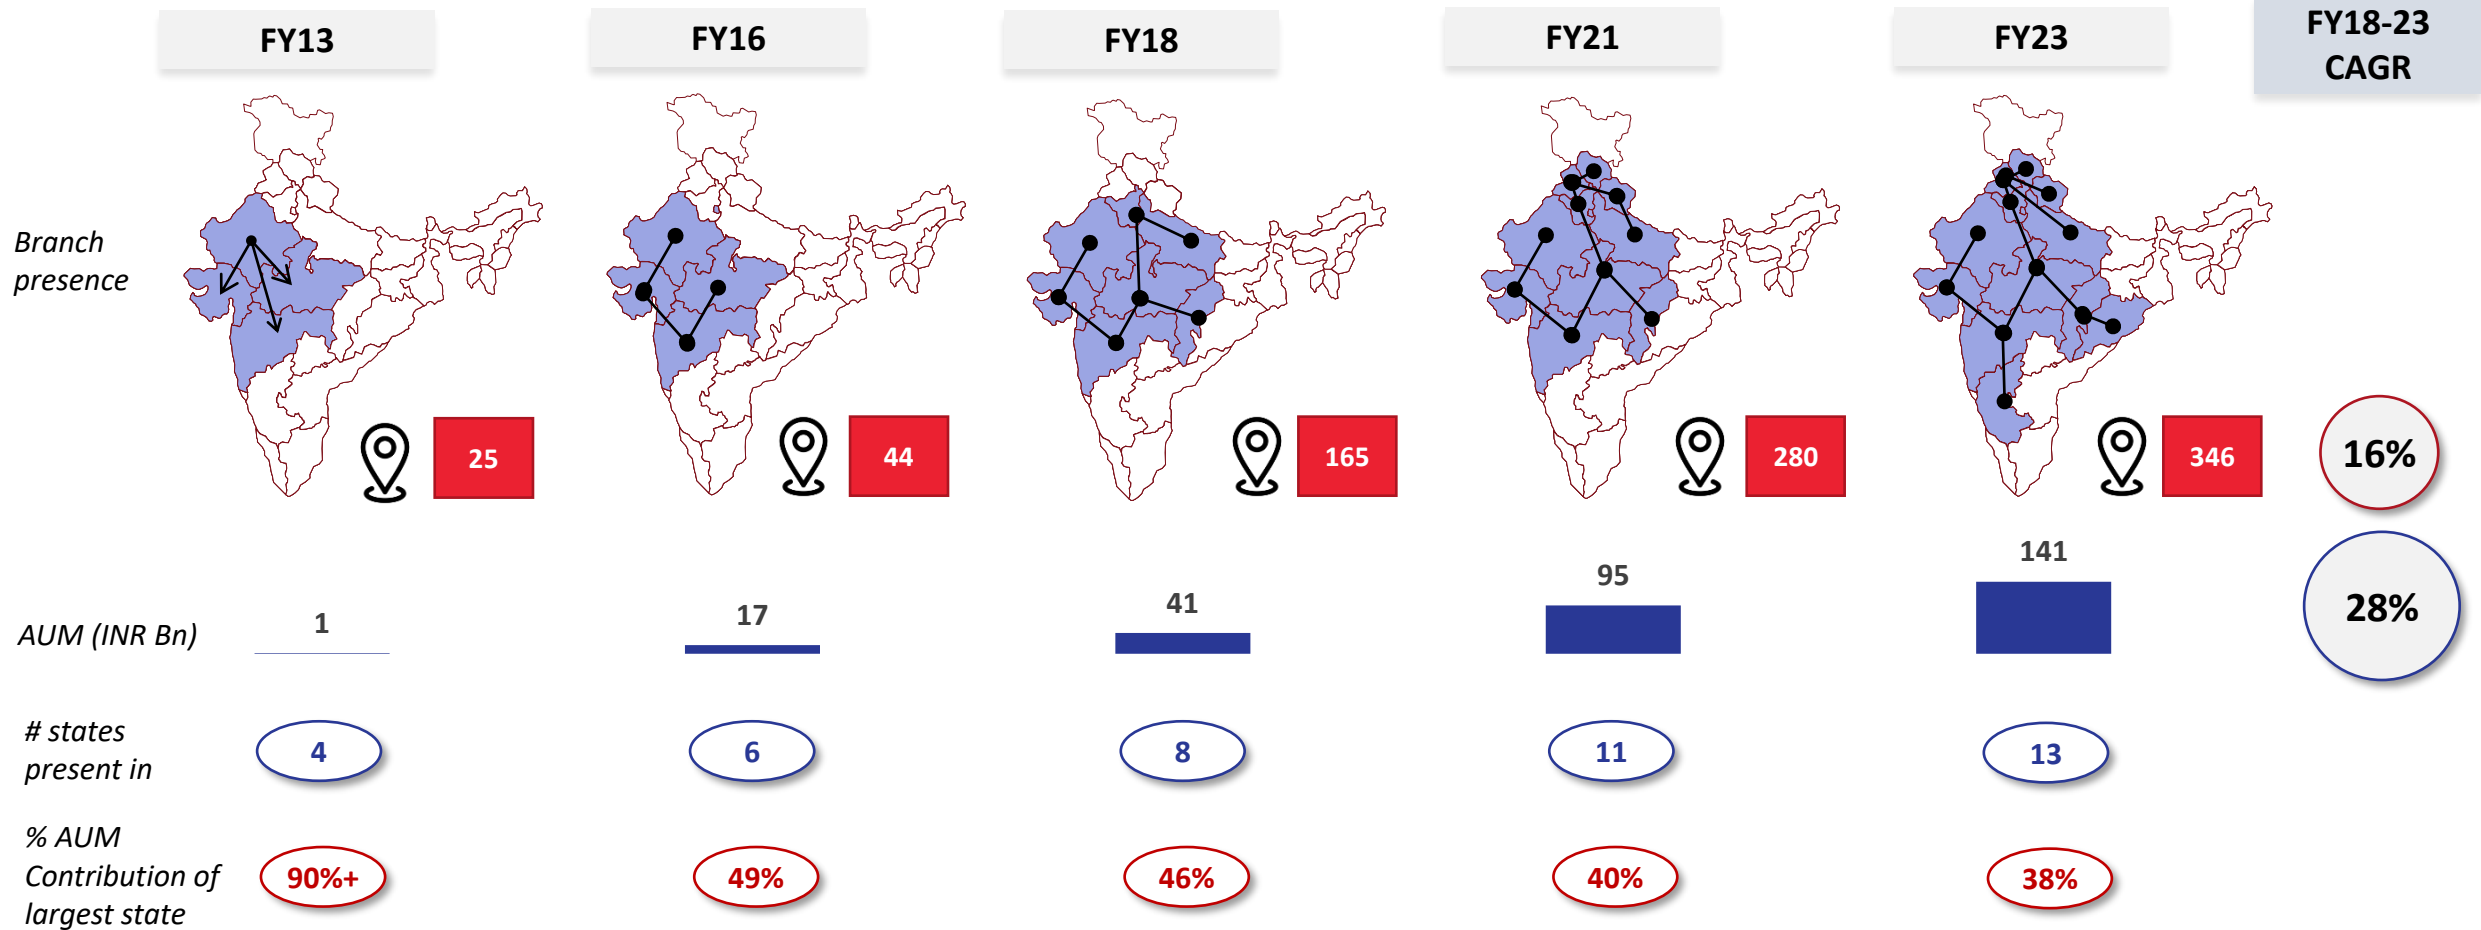 FY13
FY16
FY18
FY21
FY23
FY18-23
CAGR
Branch
presence
25
44
165
280
346
16%
AUM (INR Bn)
1
17
41
95
141
28%
# states
present in
4
6
8
11
13
% AUM
Contribution of
largest state
90%+
49%
46%
40%
38%